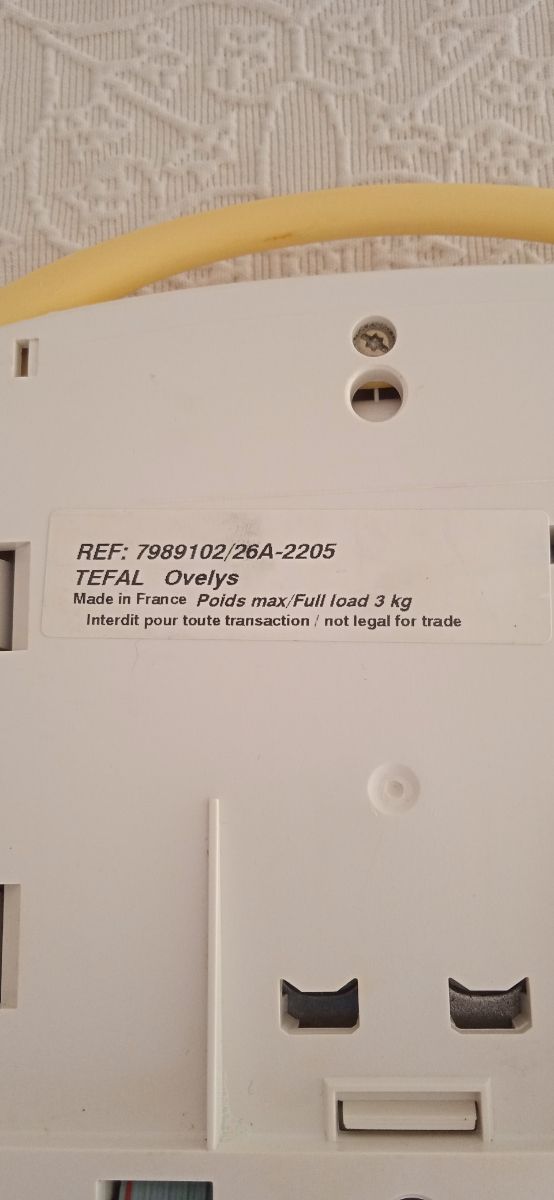 REF: 7989102/26A-2205
TEFAL Ovelys
Made in France Poids max/Full load 3 kg
Interdit pour toute transaction / not legal for trade